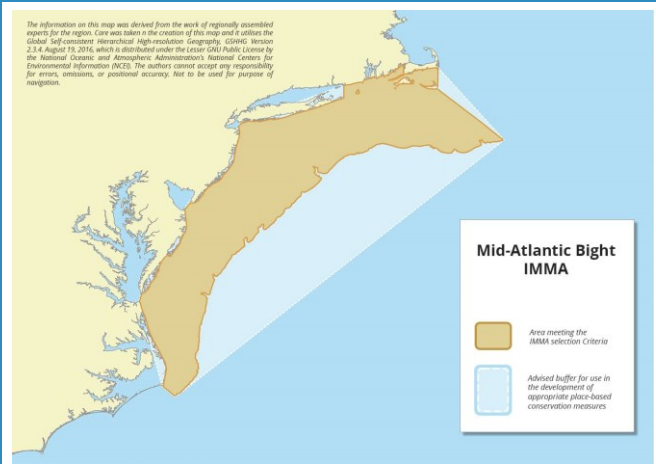 The information on this map was derived from the work of regionally assembled
experts for the region. Care was taken n the creation of this map and it utilises the
Global Self-consistent Hierarchical High-resolution Geography, GSHHG Version
2.3.4. August 19, 2016, which is distributed under the Lesser GNU Public License by
the National Oceanic and Atmospheric Administration's National Centers for
Environmental Information (NCEI). The authors cannot accept any responsibility
for errors, omissions, or positional accuracy. Not to be used for purpose of
navigation.
Mid-Atlantic Bight
IMMA
Area meeting the
IMMA selection Criteria
Advised buffer for use in
the development of
appropriate place-based
conservation measures